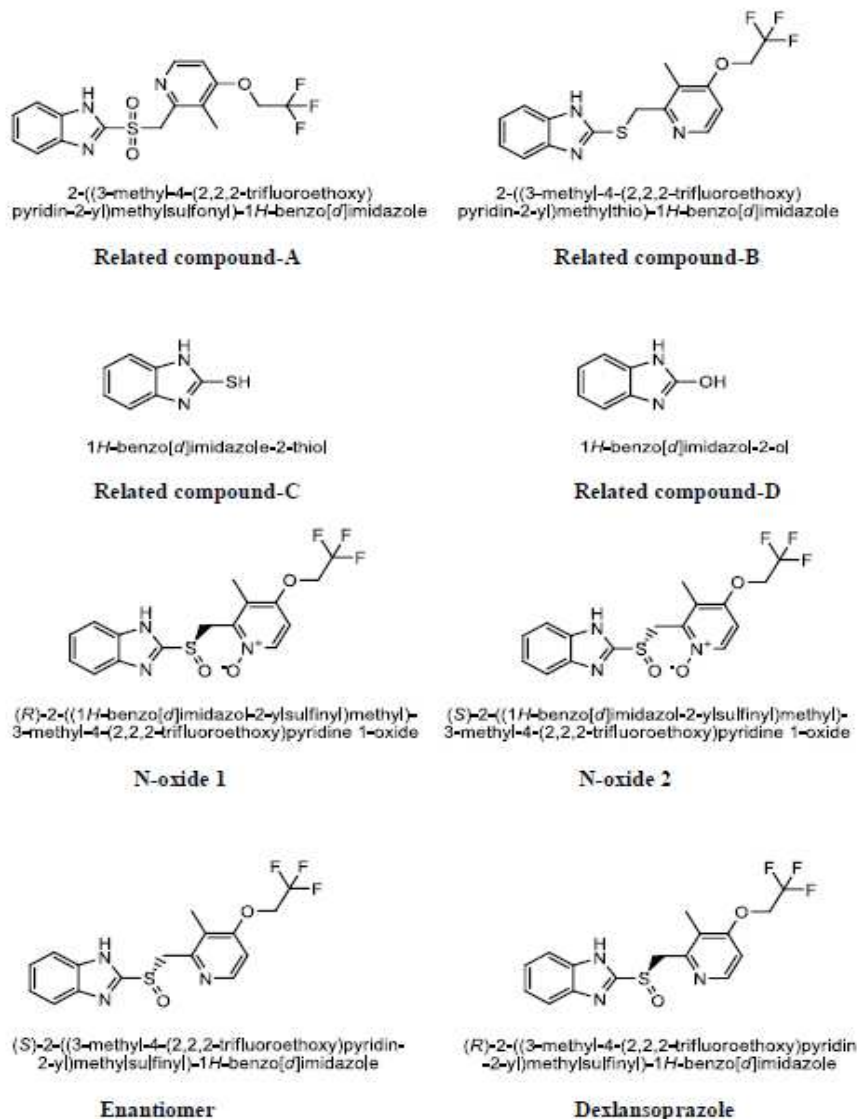 F
F
F
O
N
H
N
N
O
S
O
2-((3-methyl-4-(2,2,2-trifluoroethoxy)
pyridin-2-yl)methylsulfonyl)-1H-benzo[d]imidazole
Related compound-A
F
F
F
O
H
N
N
S
N
2-((3-methyl-4-(2,2,2-trifluoroethoxy)
pyridin-2-yl)methylthio)-1H-benzo[d]imidazole
Related compound-B
H
N
N
SH
1H-benzo[d]imidazole-2-thiol
Related compound-C
H
N
N
OH
1H-benzo[d]imidazol-2-ol
Related compound-D
F
F
F
O
H
N
N
S
O
N+
-O
(R)-2-((1H-benzo[d]imidazol-2-ylsulfinyl)methyl)-
3-methyl-4-(2,2,2-trifluoroethoxy)pyridine 1-oxide
N-oxide 1
F
F
F
O
H
N
N
S
O
N+
-O
(S)-2-((1H-benzo[d]imidazol-2-ylsulfinyl)methyl)-
3-methyl-4-(2,2,2-trifluoroethoxy)pyridine 1-oxide
N-oxide 2
F
F
F
O
H
N
N
S
O
N
(S)-2-((3-methyl-4-(2,2,2-trifluoroethoxy)pyridin-
2-yl)methylsulfinyl)-1H-benzo[d]imidazole
Enantiomer
F
F
F
O
H
N
N
S
O
N
(R)-2-((3-methyl-4-(2,2,2-trifluoroethoxy)pyridin
-2-yl)methylsulfinyl)-1H-benzo[d]imidazole
Dexlansoprazole